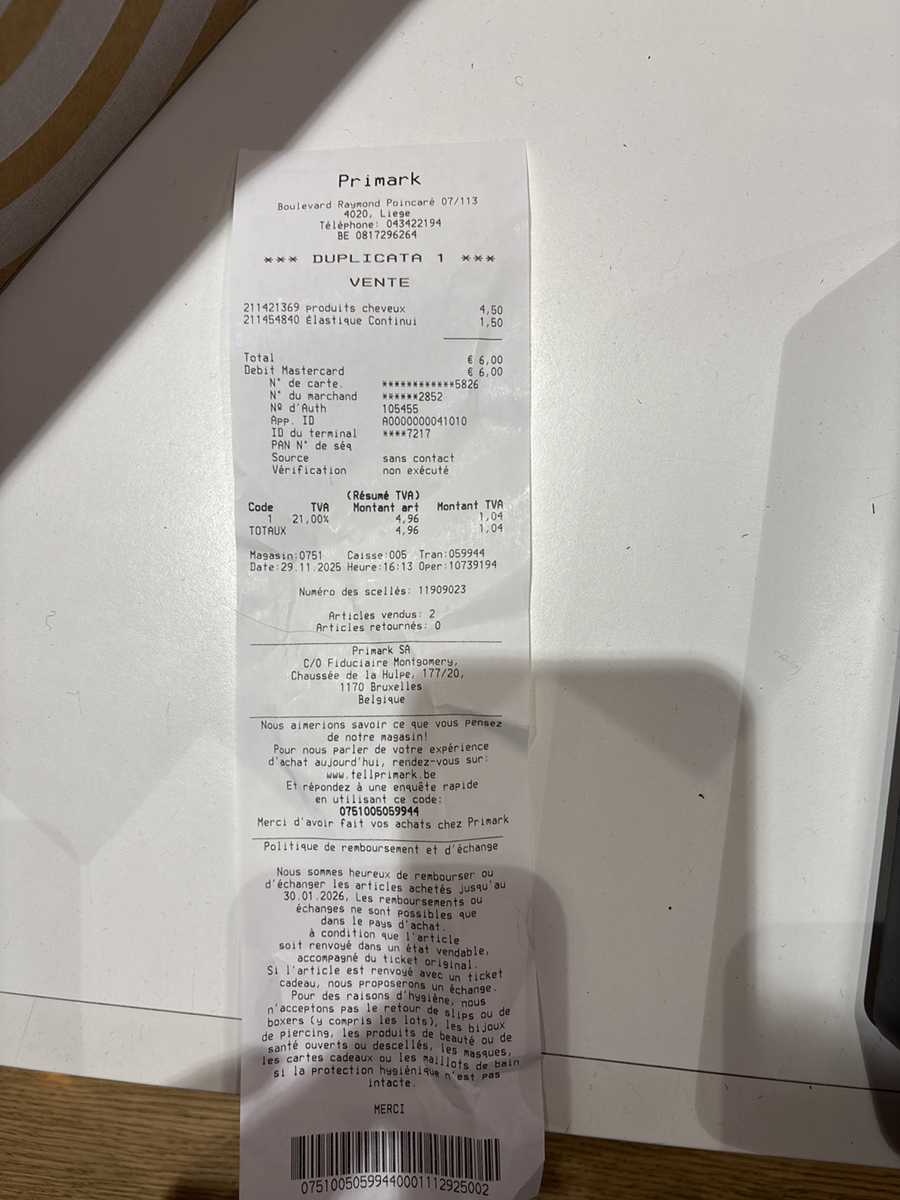 Primark
Boulevard Raymond Poincaré 07/113
4020, Liege
Téléphone: 043422194
BE 0817296264
*** DUPLICATA 1 ***
VENTE
211421369 produits cheveux 4,50
211454840 Élastique Continui 1,50
Total € 6,00
Debit Mastercard € 6,00
N° de carte. ************5826
N° du marchand ******2852
Nº d'Auth 105455
App. ID A0000000041010
ID du terminal ****7217
PAN N° de séq
Source sans contact
Vérification non exécuté
(Résumé TVA)
Code TVA Montant art Montant TVA
1 21,00% 4,96 1,04
TOTAUX 4,96 1,04
Magasin:0751 Caisse:005 Tran:059944
Date:29.11.2025 Heure:16:13 Oper:10739194
Numéro des scellés: 11909023
Articles vendus: 2
Articles retournés: 0
Primark SA
C/O Fiduciaire Montgomery,
Chaussée de la Hulpe, 177/20,
1170 Bruxelles
Belgique
Nous aimerions savoir ce que vous pensez
de notre magasin!
Pour nous parler de votre expérience
d'achat aujourd'hui, rendez-vous sur:
www.tellprimark.be
Et répondez à une enquête rapide
en utilisant ce code:
0751005059944
Merci d'avoir fait vos achats chez Primark
Politique de remboursement et d'échange
Nous sommes heureux de rembourser ou
d'échanger les articles achetés jusqu'au
30.01.2026, Les remboursements ou
échanges ne sont possibles que
dans le pays d'achat.
à condition que l'article
soit renvoyé dans un état vendable,
accompagné du ticket original.
Si l'article est renvoyé avec un ticket
cadeau, nous proposerons un échange.
Pour des raisons d'hygiène, nous
n'acceptons pas le retour de slips ou de
boxers (y compris les lots), les bijoux
de piercing, les produits de beauté ou de
santé ouverts ou descellés, les masques,
les cartes cadeaux ou les maillots de bain
si la protection hygiénique n'est pas
intacte.
MERCI
07510050599440001112925002